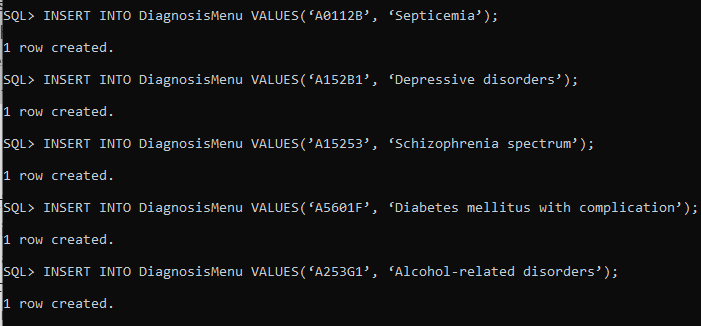 SQL> INSERT INTO DiagnosisMenu VALUES(‘A0112B’, ‘Septicemia’);
1 row created.
SQL> INSERT INTO DiagnosisMenu VALUES(‘A152B1’, ‘Depressive disorders’);
1 row created.
SQL> INSERT INTO DiagnosisMenu VALUES(’A15253’, ‘Schizophrenia spectrum’);
1 row created.
SQL> INSERT INTO DiagnosisMenu VALUES(‘A5601F’, ‘Diabetes mellitus with complication’);
1 row created.
SQL> INSERT INTO DiagnosisMenu VALUES(‘A253G1’, ‘Alcohol-related disorders’);
1 row created.